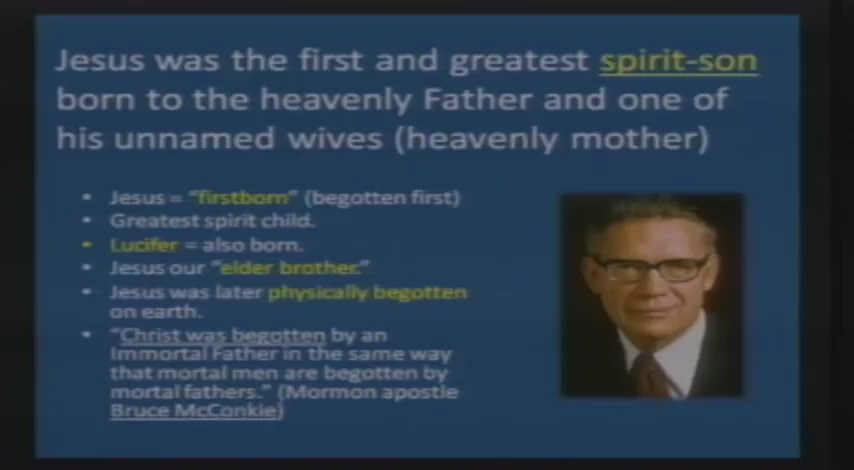 Jesus was the first and greatest spirit-son
born to the heavenly Father and one of
his unnamed wives (heavenly mother)
• Jesus = "firstborn" (begotten first)
• Greatest spirit child.
• Lucifer = also born.
• Jesus our "elder brother."
• Jesus was later physically begotten
on earth.
• "Christ was begotten by an
Immortal Father in the same way
that mortal men are begotten by
mortal fathers." (Mormon apostle
Bruce McConkie)